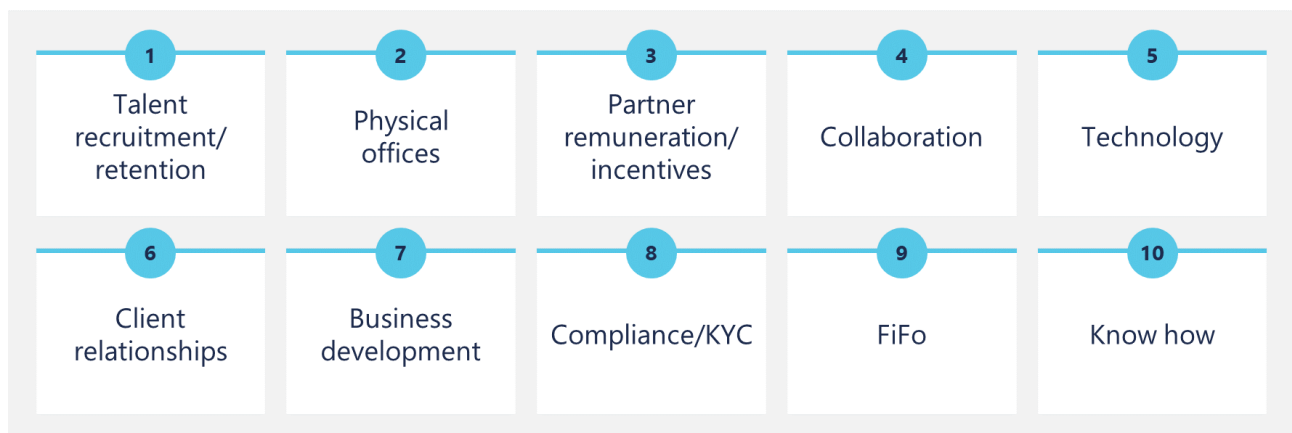 1
Talent
recruitment/
retention
2
Physical
offices
3
Partner
remuneration/
incentives
4
Collaboration
5
Technology
6
Client
relationships
7
Business
development
8
Compliance/KYC
9
FiFo
10
Know how